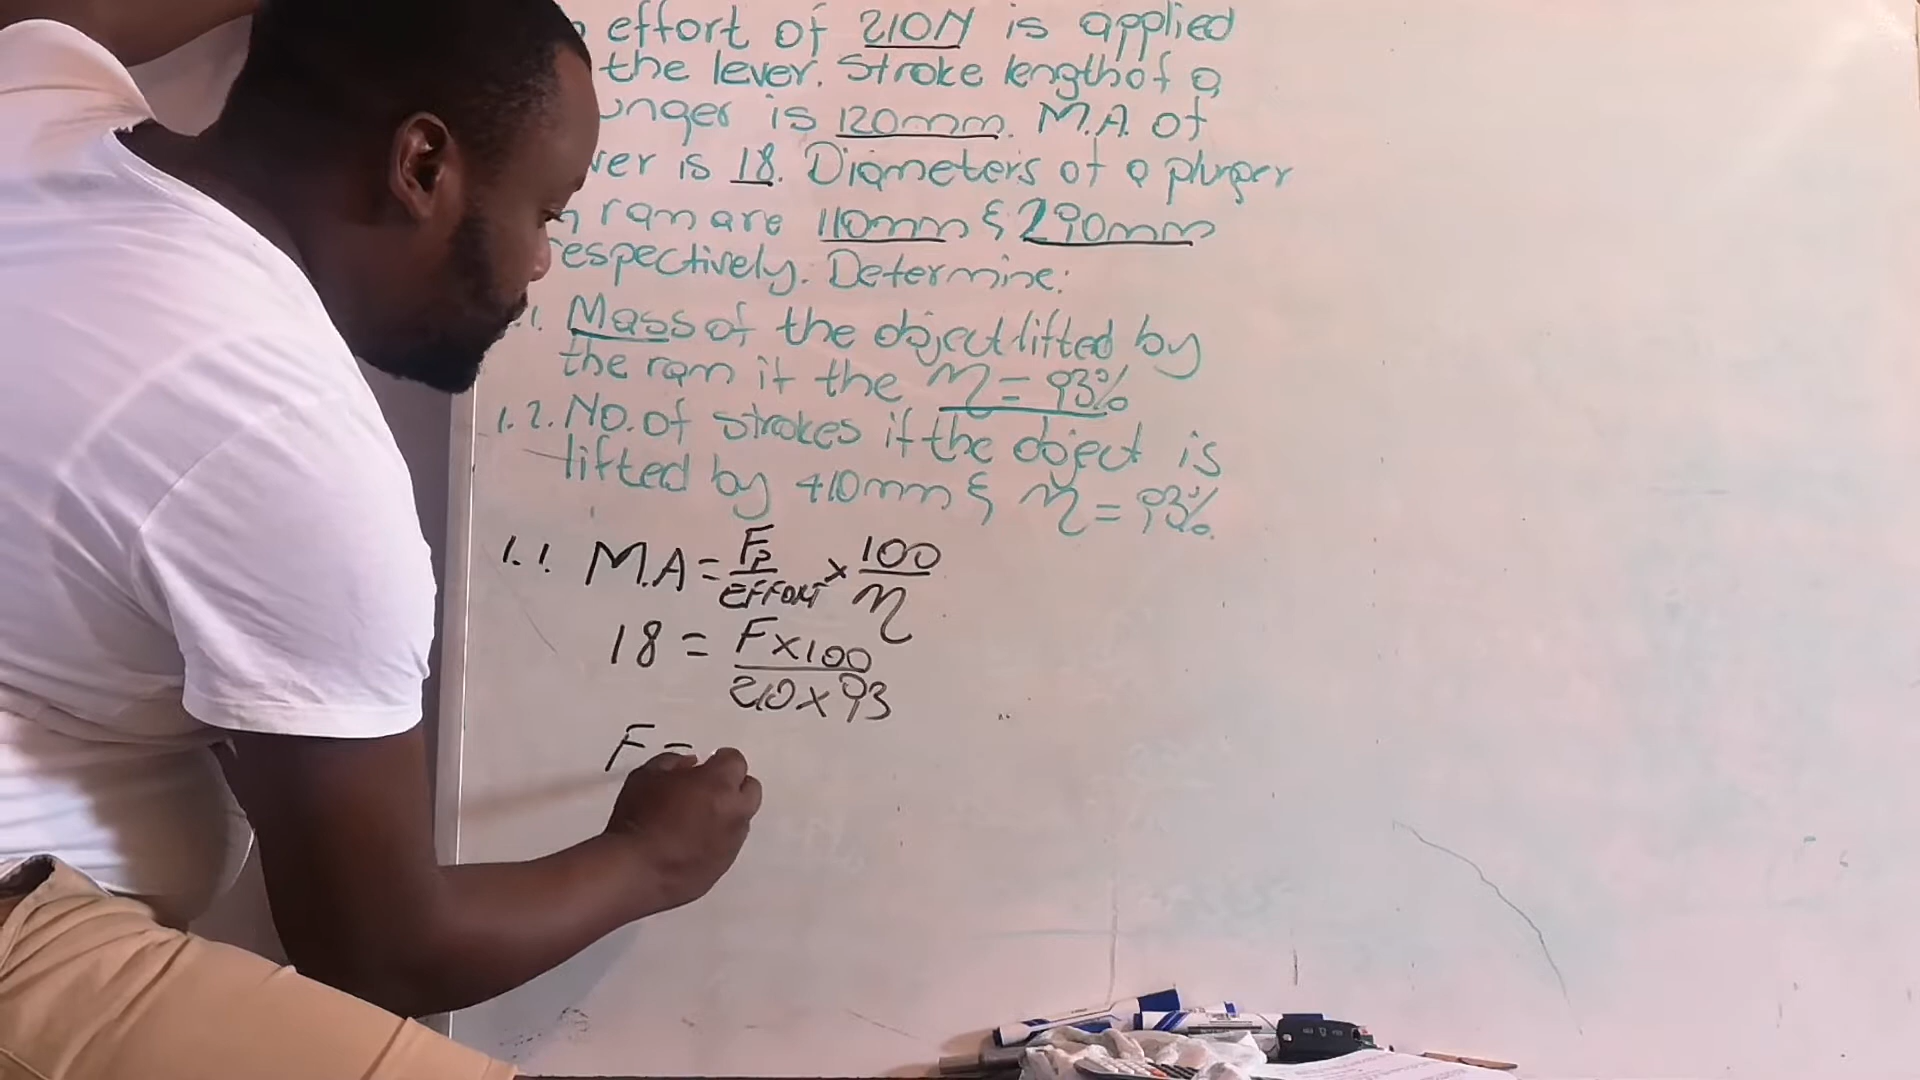 effort of 210N is applied
the lever. Stroke length of a
unger is 120mm. M.A. of
ver is 18. Diameters of a plunger
ram are 110mm & 290mm
espectively. Determine:
.1. Mass of the object lifted by
the ram if the η = 93%
1.2. NO. of strokes if the object is
lifted by 410mm & η = 93%.
1.1. M.A = Fp/EFFORT × 100/η
18 = F×100/210×93
F =